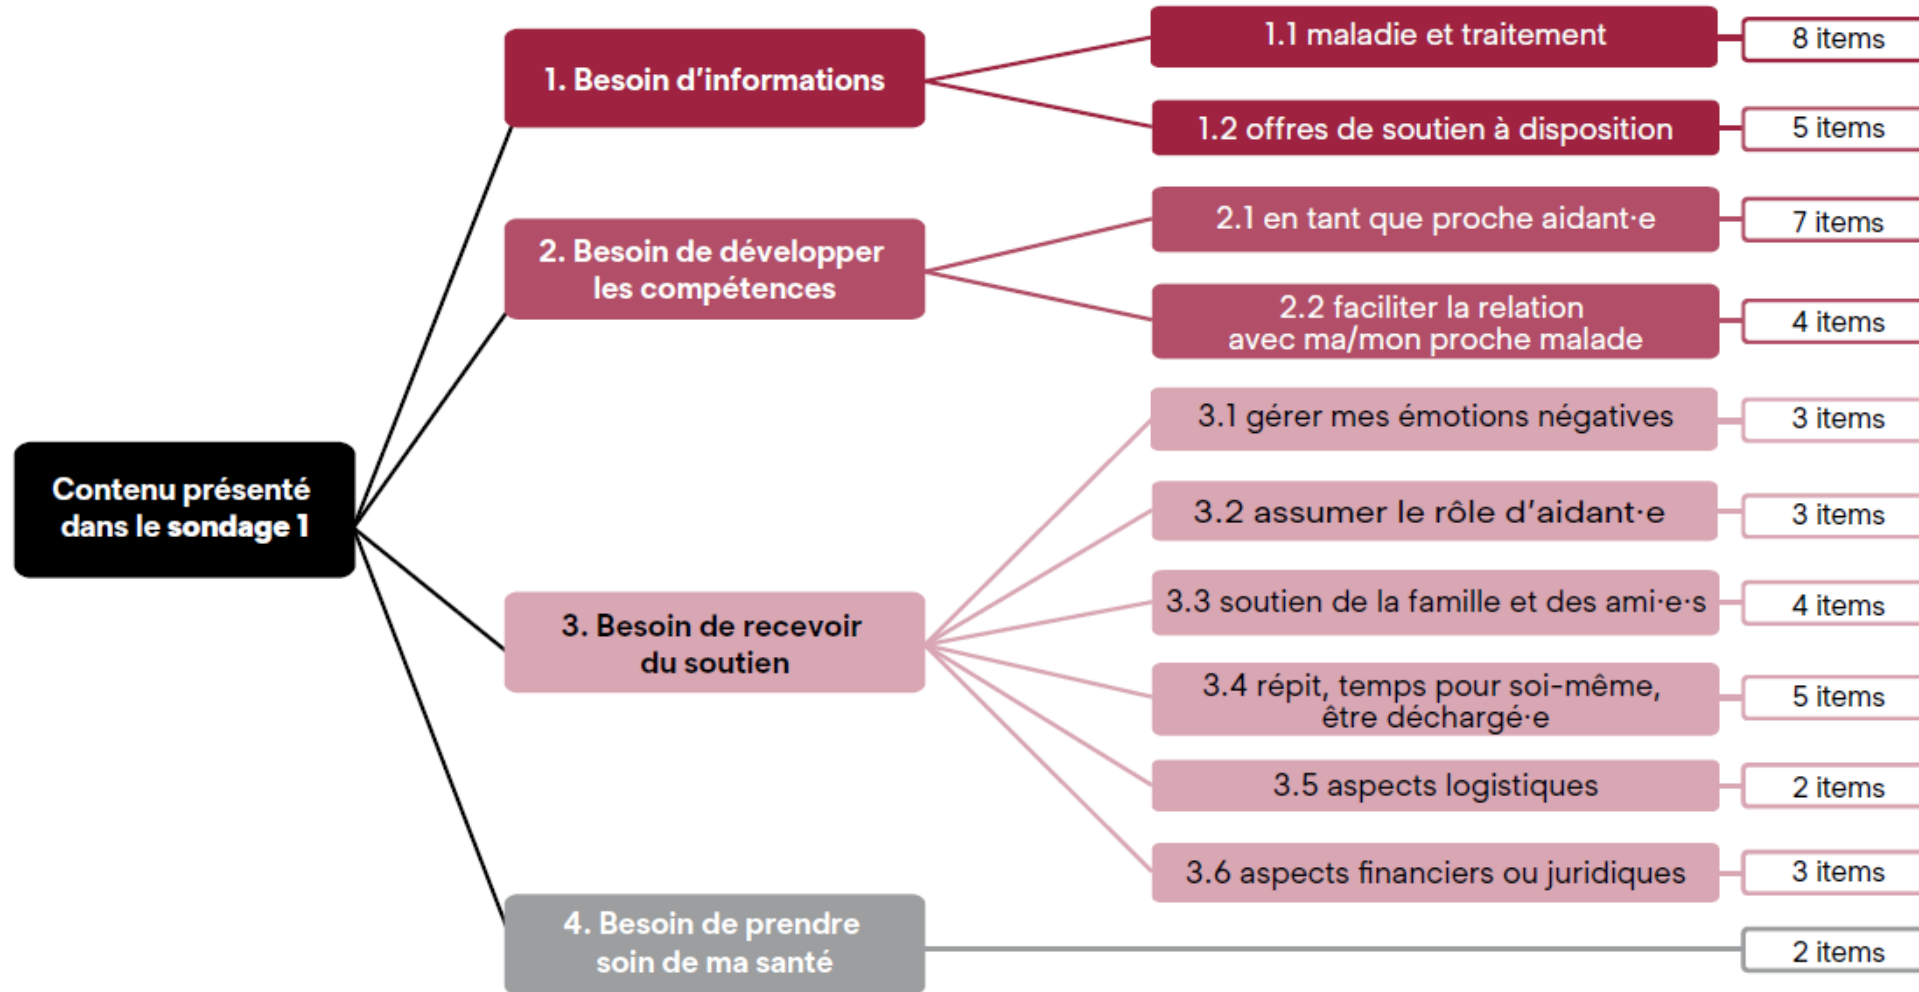 Contenu présenté
dans le sondage 1
1. Besoin d’informations
1.1 maladie et traitement
8 items
1.2 offres de soutien à disposition
5 items
2. Besoin de développer
les compétences
2.1 en tant que proche aidant·e
7 items
2.2 faciliter la relation
avec ma/mon proche malade
4 items
3. Besoin de recevoir
du soutien
3.1 gérer mes émotions négatives
3 items
3.2 assumer le rôle d’aidant·e
3 items
3.3 soutien de la famille et des ami·e·s
4 items
3.4 répit, temps pour soi-même,
être déchargé·e
5 items
3.5 aspects logistiques
2 items
3.6 aspects financiers ou juridiques
3 items
4. Besoin de prendre
soin de ma santé
2 items